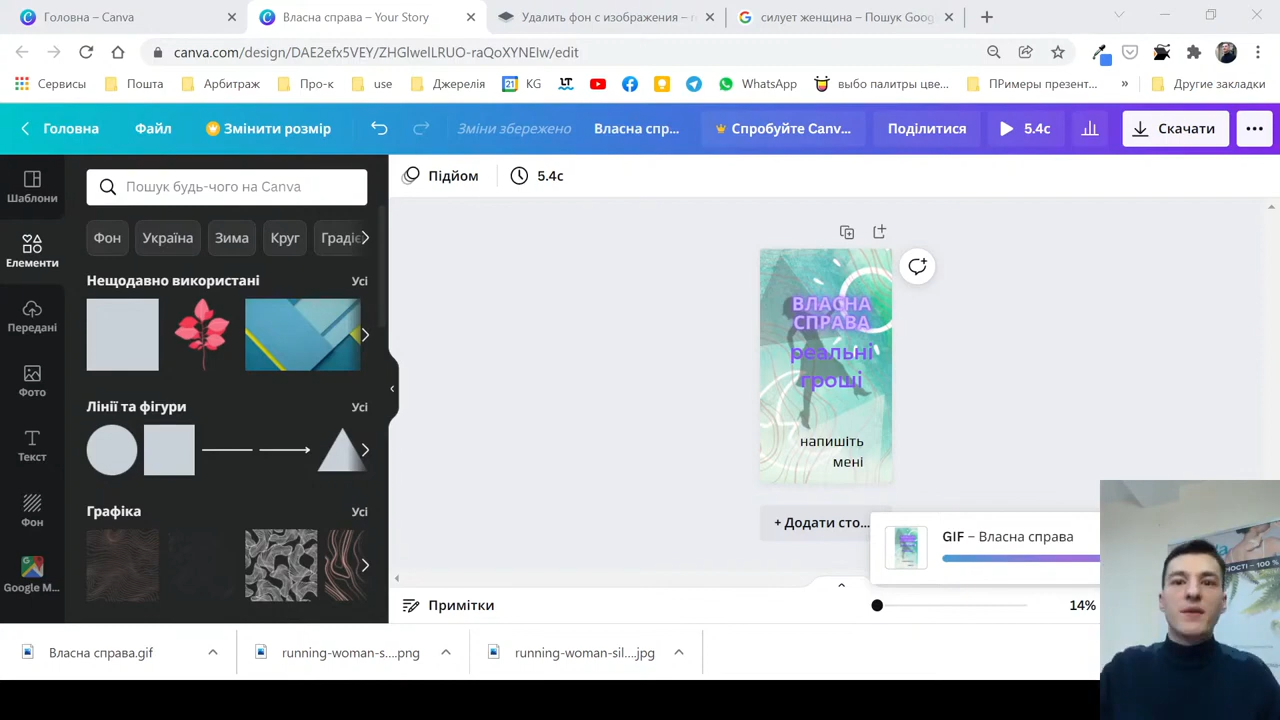 Головна – Canva
Власна справа – Your Story
Удалить фон с изображения – r
силует женщина – Пошук Goog
canva.com/design/DAE2efx5VEY/ZHGlwelLRUO-raQoXYNEIw/edit
Сервисы
Пошта
Арбитраж
Про-к
use
Джерелія
21
KG
LT
WhatsApp
выбо палитры цве...
ПРимеры презент...
»
Другие закладки
Головна
Файл
Змінити розмір
Зміни збережено
Власна спр...
Спробуйте Canv...
Поділитися
5.4с
Скачати
Шаблони
Елементи
Передані
Фото
Текст
Фон
Google M...
Пошук будь-чого на Canva
Фон
Україна
Зима
Круг
Градіє
Нещодавно використані
Усі
Лінії та фігури
Усі
Графіка
Усі
Підйом
5.4с
ВЛАСНА
СПРАВА
реальні
гроші
напишіть
мені
+ Додати сто...
GIF – Власна справа
Примітки
14%
НОСТІ – 100 %
Власна справа.gif
running-woman-s....png
running-woman-sil....jpg